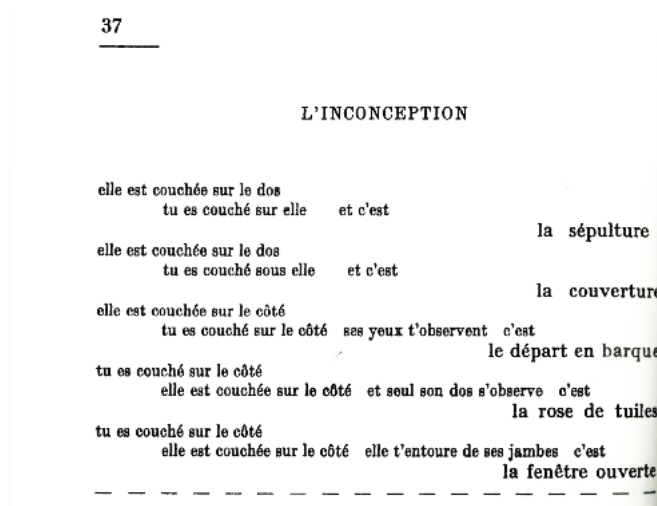 37
L'INCONCEPTION
elle est couchée sur le dos
tu es couché sur elle et c'est
la sépulture
elle est couchée sur le dos
tu es couché sous elle et c'est
la couverture
elle est couchée sur le côté
tu es couché sur le côté ses yeux t'observent c'est
le départ en barque
tu es couché sur le côté
elle est couchée sur le côté et seul son dos s'observe c'est
la rose de tuiles
tu es couché sur le côté
elle est couchée sur le côté elle t'entoure de ses jambes c'est
la fenêtre ouverte